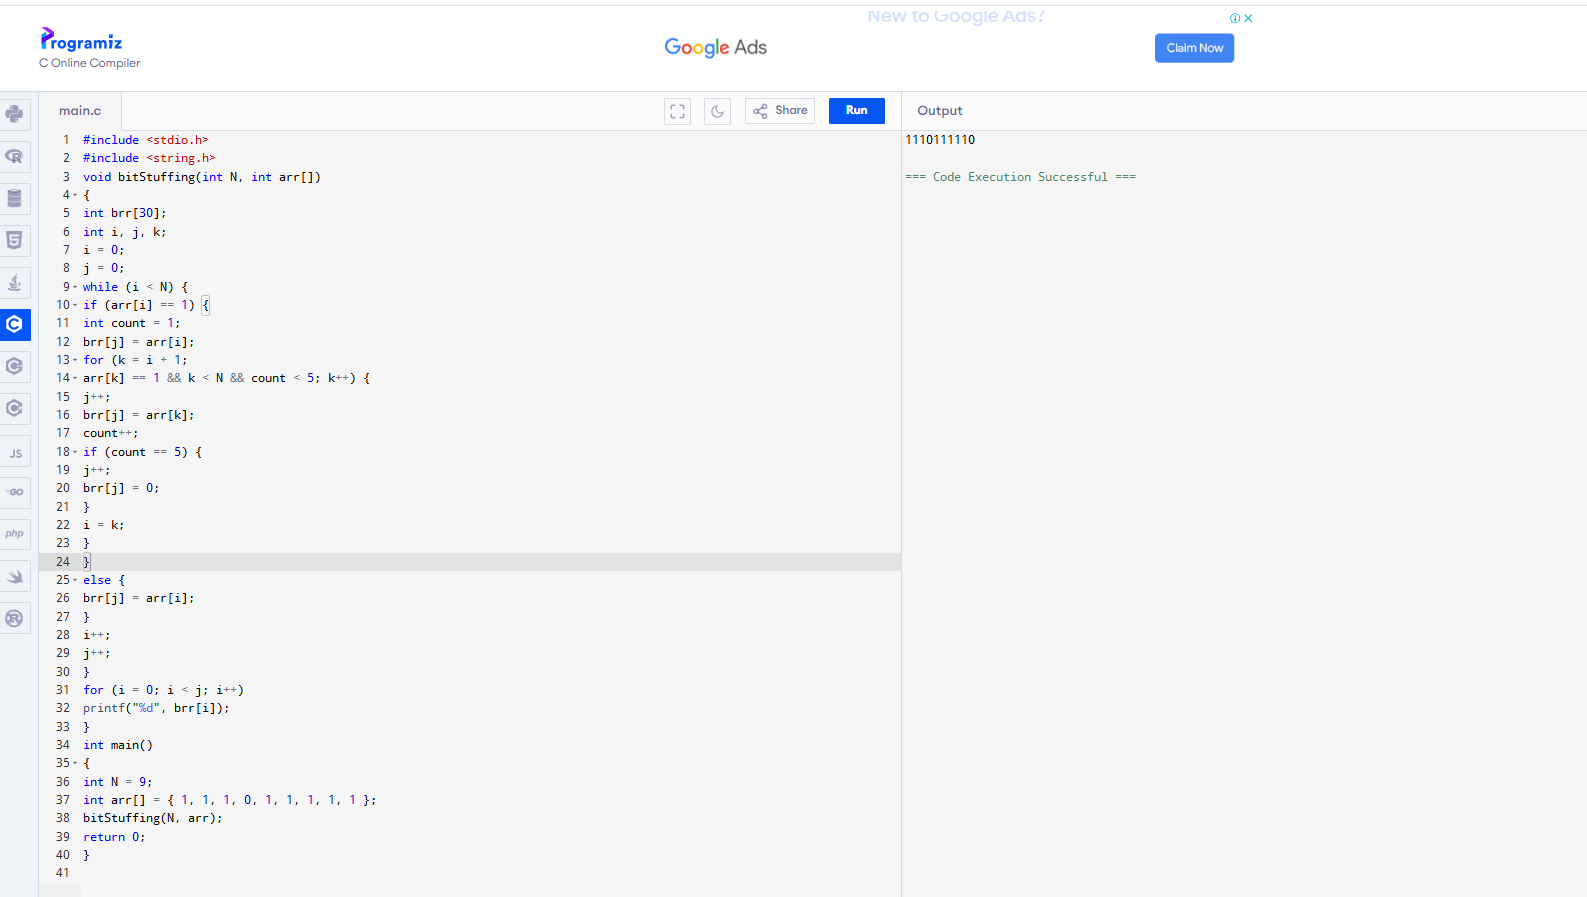 New to Google Ads?
Programiz
C Online Compiler
Google Ads
Claim Now
main.c
Share
Run
Output
1 #include <stdio.h>
2 #include <string.h>
3 void bitStuffing(int N, int arr[])
4 {
5 int brr[30];
6 int i, j, k;
7 i = 0;
8 j = 0;
9 while (i < N) {
10 if (arr[i] == 1) {
11 int count = 1;
12 brr[j] = arr[i];
13 for (k = i + 1;
14 arr[k] == 1 && k < N && count < 5; k++) {
15 j++;
16 brr[j] = arr[k];
17 count++;
18 if (count == 5) {
19 j++;
20 brr[j] = 0;
21 }
22 i = k;
23 }
24 }
25 else {
26 brr[j] = arr[i];
27 }
28 i++;
29 j++;
30 }
31 for (i = 0; i < j; i++)
32 printf("%d", brr[i]);
33 }
34 int main()
35 {
36 int N = 9;
37 int arr[] = { 1, 1, 1, 0, 1, 1, 1, 1, 1 };
38 bitStuffing(N, arr);
39 return 0;
40 }
41
1110111110
=== Code Execution Successful ===
R
5
C
C
C
JS
GO
php
R